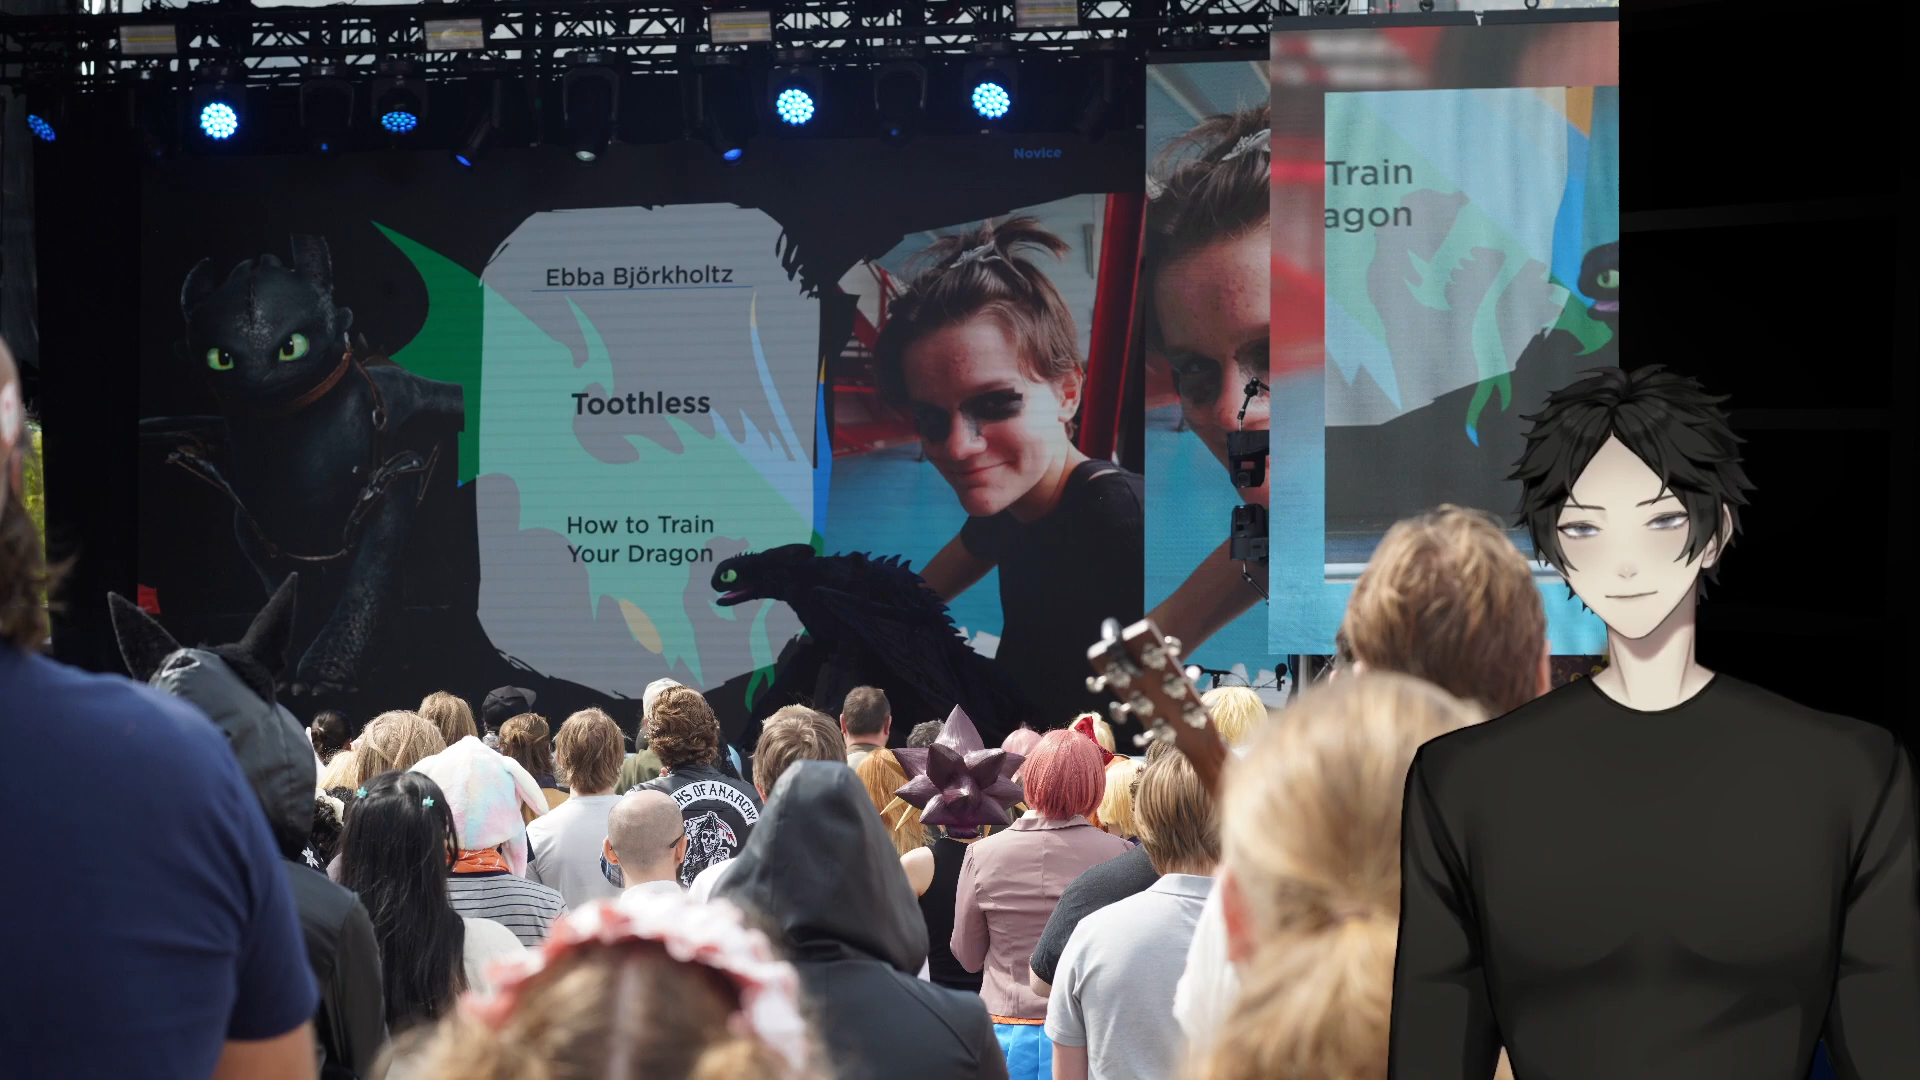 Novice
Ebba Björkholtz
Toothless
How to Train
Your Dragon
Train
agon
NS OF ANARCHY